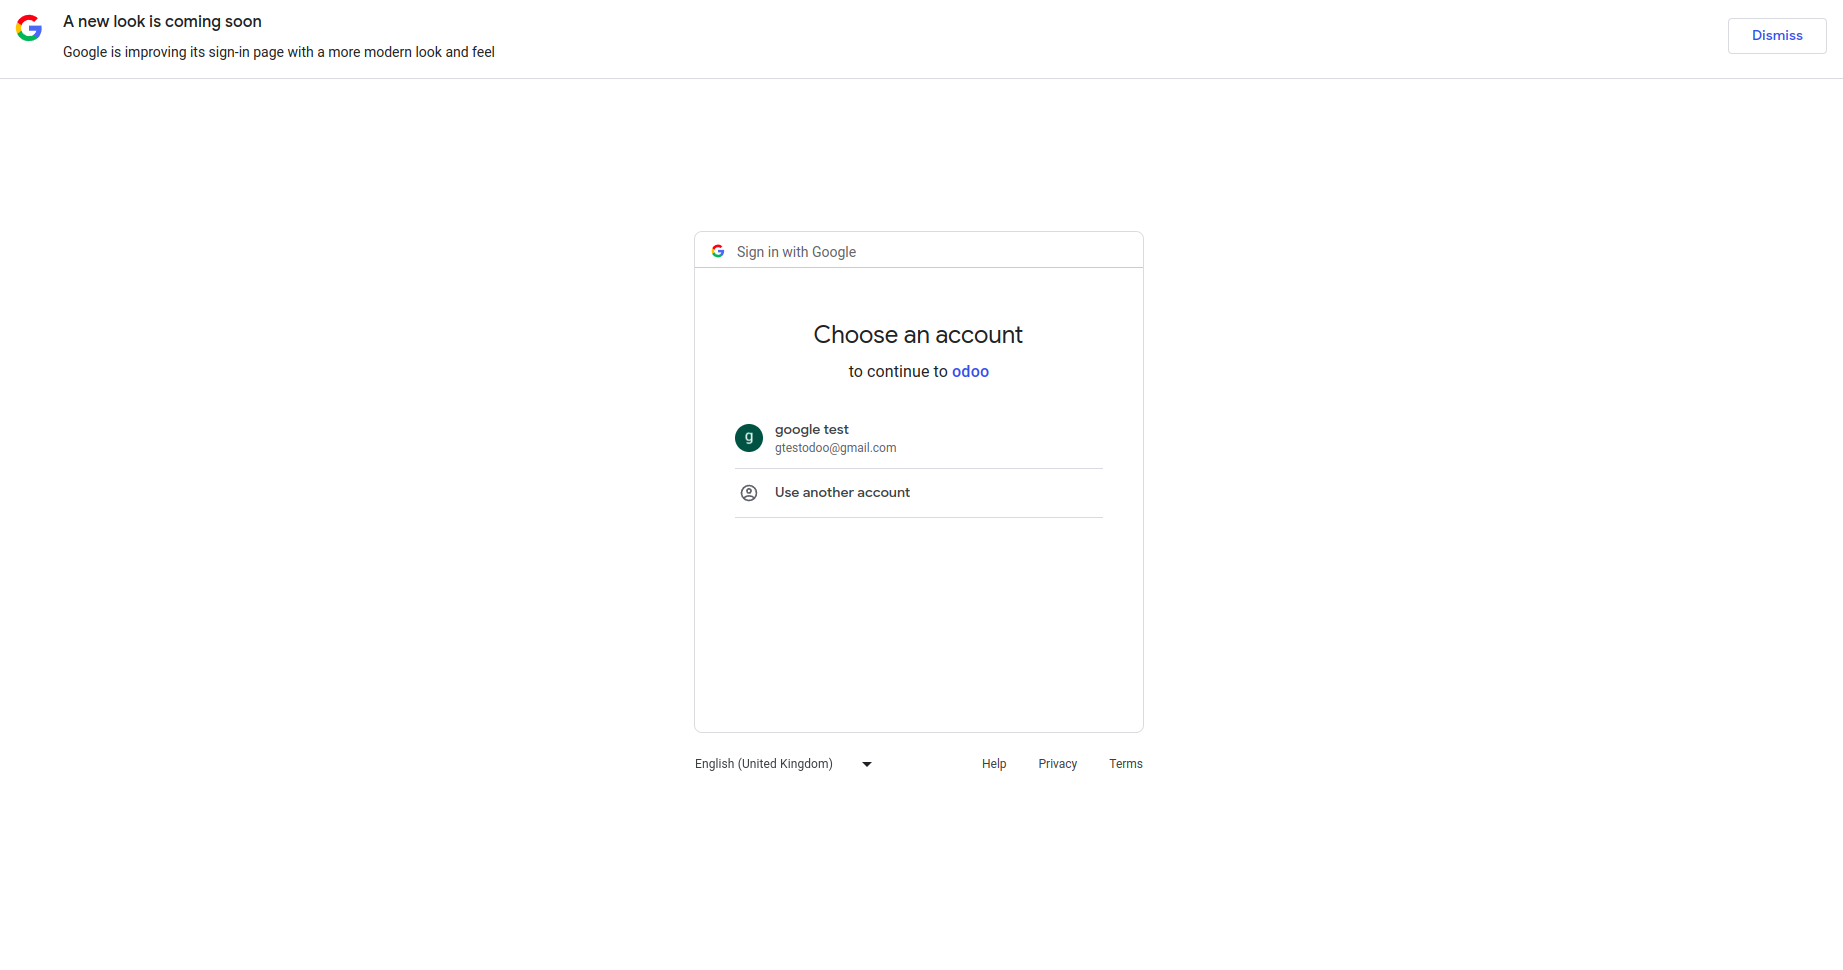 A new look is coming soon
Google is improving its sign-in page with a more modern look and feel
Dismiss
Sign in with Google
Choose an account
to continue to odoo
g
google test
gtestodoo@gmail.com
Use another account
English (United Kingdom)
Help
Privacy
Terms